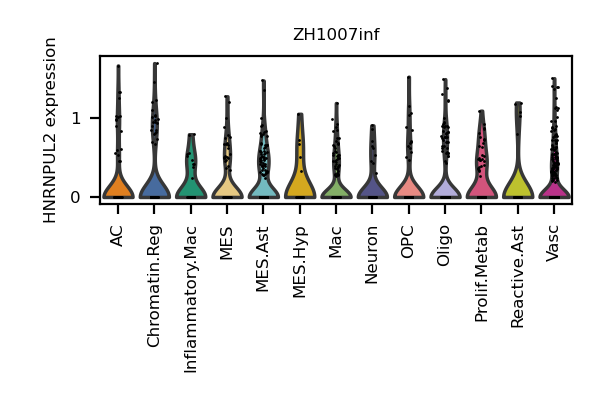 ZH1007inf
HNRNPUL2 expression
1
0
AC
Chromatin.Reg
Inflammatory.Mac
MES
MES.Ast
MES.Hyp
Mac
Neuron
OPC
Oligo
Prolif.Metab
Reactive.Ast
Vasc